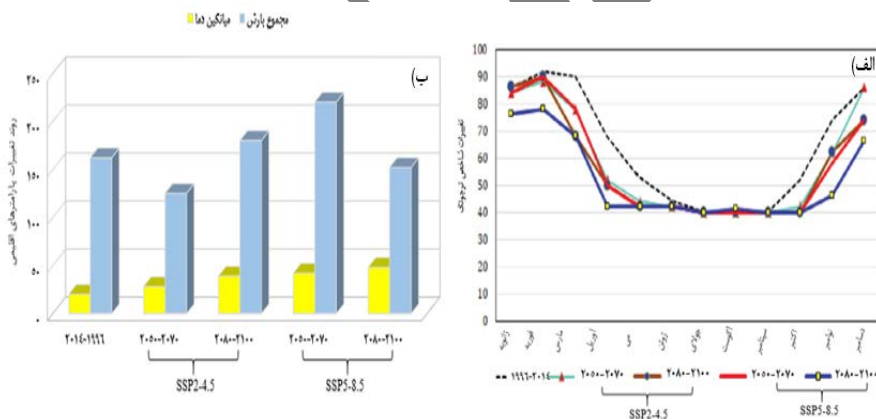 الف)
تغییرات شاخص ترجونگ
100
90
80
70
60
50
40
30
20
10
0
ژانویه
فوریه
مارس
آوریل
می
ژوئن
جولای
آگوست
سپتامبر
اکتبر
نوامبر
دسامبر
۱۹۹۶-۲۰۱۴
۲۰۵۰-۲۰۷۰
۲۰۸۰-۲۱۰۰
۲۰۵۰-۲۰۷۰
۲۰۸۰-۲۱۰۰
SSP2-4.5
SSP5-8.5
میانگین دما
مجموع بارش
ب)
روند تغییرات پارامترهای اقلیمی
۲۵۰
۲۰۰
۱۵۰
۱۰۰
۵۰
۰
۲۰۱۴-۱۹۹۶
۲۰۵۰-۲۰۷۰
۲۰۸۰-۲۱۰۰
۲۰۵۰-۲۰۷۰
۲۰۸۰-۲۱۰۰
SSP2-4.5
SSP5-8.5